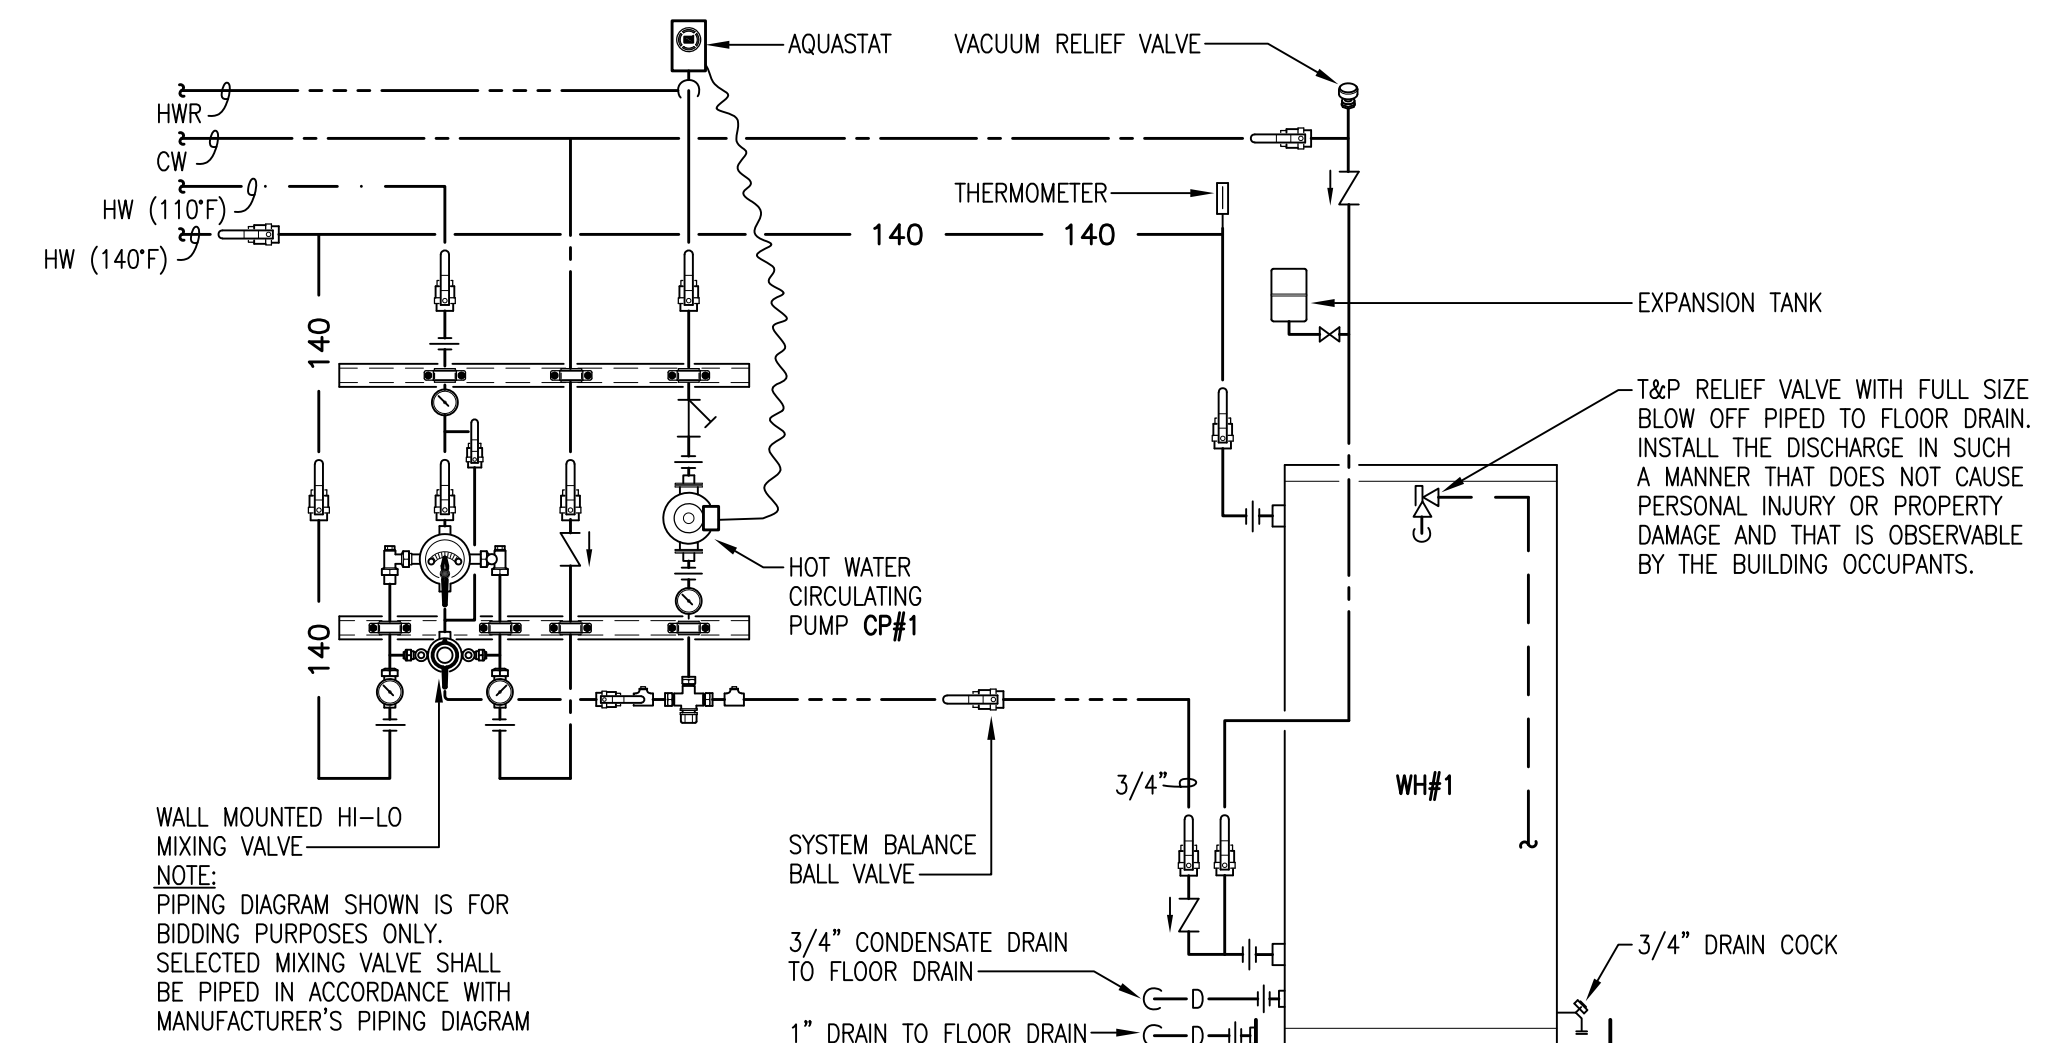 AQUASTAT
VACUUM RELIEF VALVE
HWR
CW
HW (110°F)
HW (140°F)
THERMOMETER
140
140
140
140
EXPANSION TANK
T&P RELIEF VALVE WITH FULL SIZE
BLOW OFF PIPED TO FLOOR DRAIN.
INSTALL THE DISCHARGE IN SUCH
A MANNER THAT DOES NOT CAUSE
PERSONAL INJURY OR PROPERTY
DAMAGE AND THAT IS OBSERVABLE
BY THE BUILDING OCCUPANTS.
HOT WATER
CIRCULATING
PUMP CP#1
3/4"
WH#1
WALL MOUNTED HI-LO
MIXING VALVE
NOTE:
PIPING DIAGRAM SHOWN IS FOR
BIDDING PURPOSES ONLY.
SELECTED MIXING VALVE SHALL
BE PIPED IN ACCORDANCE WITH
MANUFACTURER'S PIPING DIAGRAM
SYSTEM BALANCE
BALL VALVE
3/4" CONDENSATE DRAIN
TO FLOOR DRAIN
D
1" DRAIN TO FLOOR DRAIN
D
3/4" DRAIN COCK